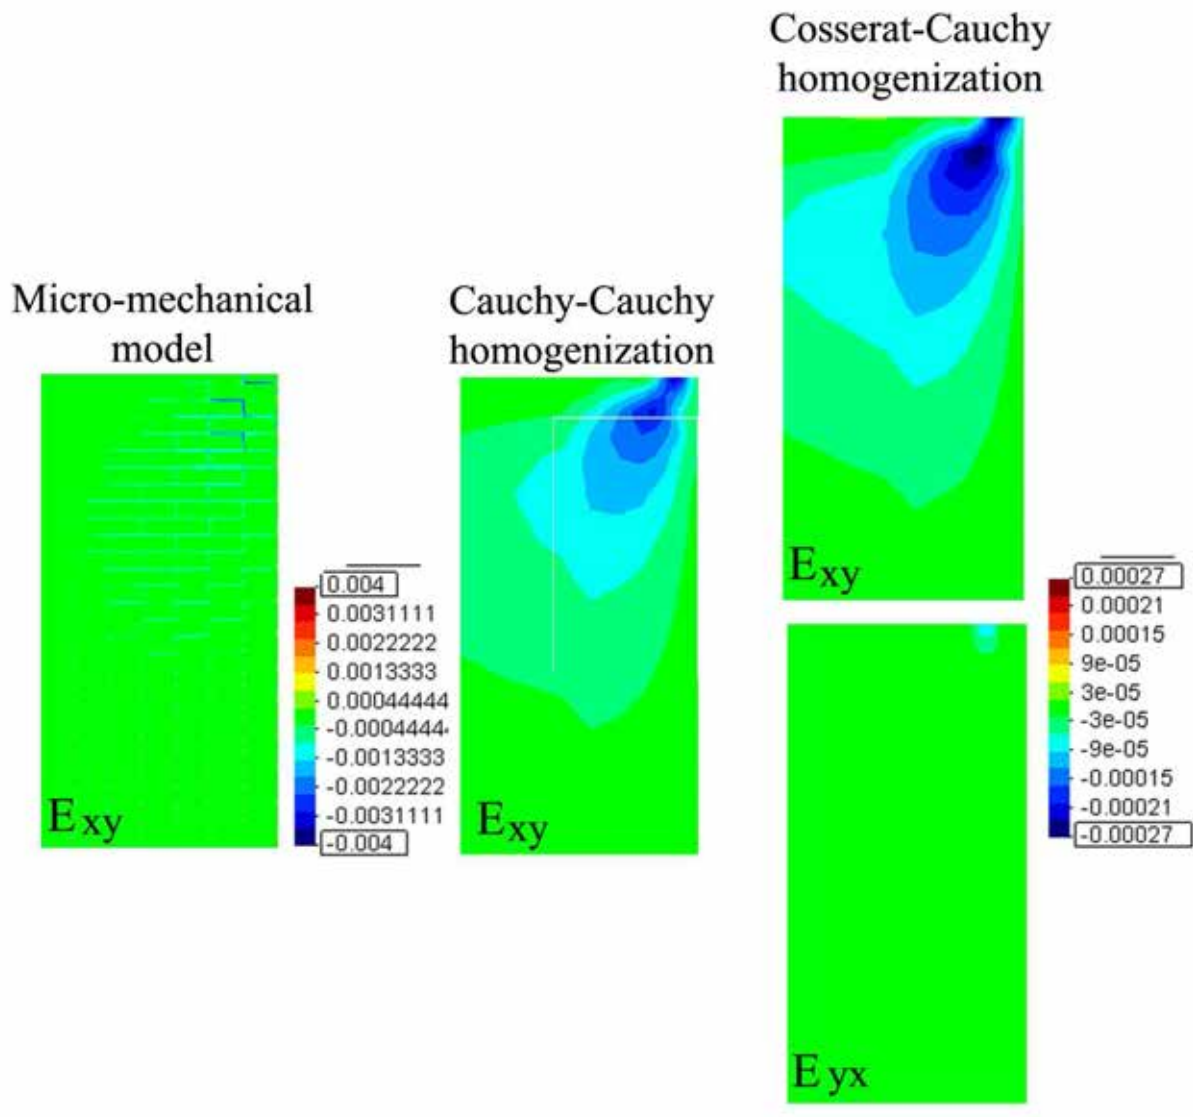 Cosserat-Cauchy
homogenization
Micro-mechanical
model
Cauchy-Cauchy
homogenization
Exy
0.004
0.0031111
0.0022222
0.0013333
0.00044444
-0.0004444
-0.0013333
-0.0022222
-0.0031111
-0.004
Exy
Exy
0.00027
0.00021
0.00015
9e-05
3e-05
-3e-05
-9e-05
-0.00015
-0.00021
-0.00027
Eyx